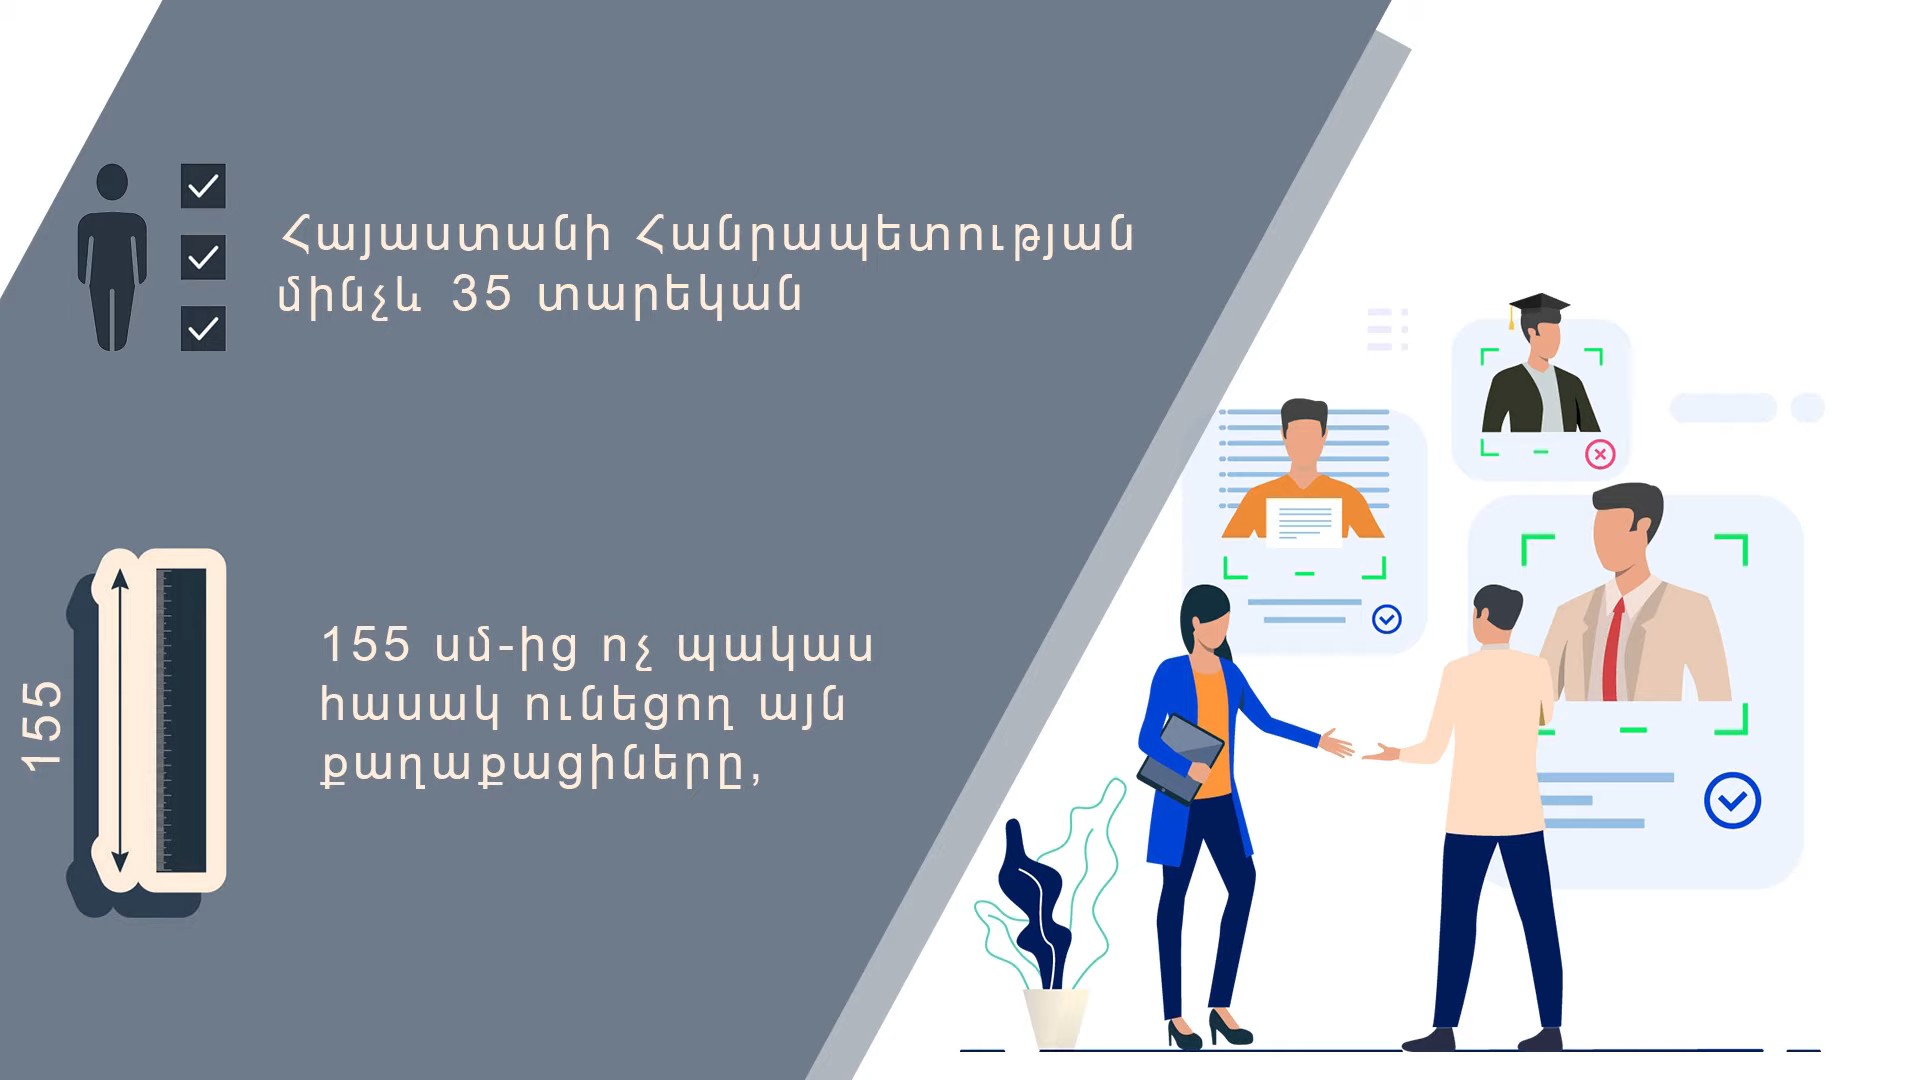 Հայաստանի Հանրապետության
մինչև 35 տարեկան
155
155 սմ-ից ոչ պակաս
հասակ ունեցող այն
քաղաքացիները,